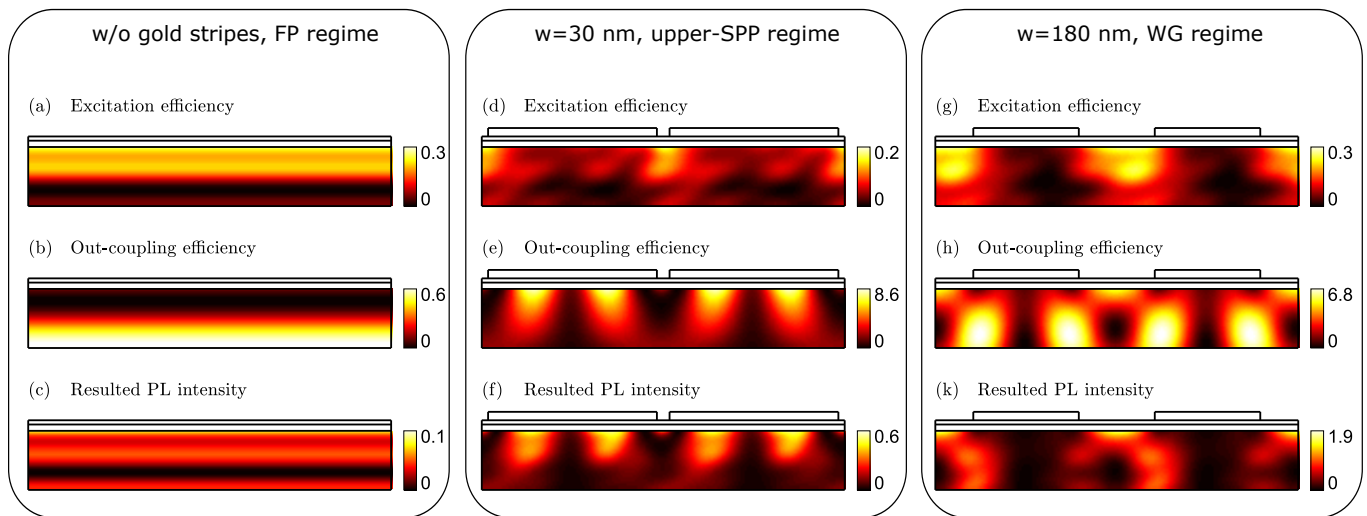 w/o gold stripes, FP regime
(a) Excitation efficiency
0.3
0
(b) Out-coupling efficiency
0.6
0
(c) Resulted PL intensity
0.1
0
w=30 nm, upper-SPP regime
(d) Excitation efficiency
0.2
0
(e) Out-coupling efficiency
8.6
0
(f) Resulted PL intensity
0.6
0
w=180 nm, WG regime
(g) Excitation efficiency
0.3
0
(h) Out-coupling efficiency
6.8
0
(k) Resulted PL intensity
1.9
0